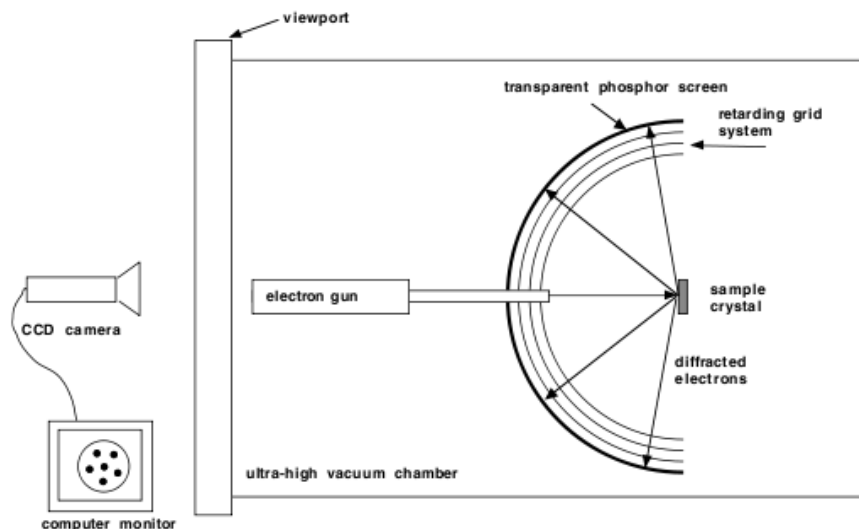 viewport
transparent phosphor screen
retarding grid
system
electron gun
sample
crystal
CCD camera
diffracted
electrons
ultra-high vacuum chamber
computer monitor